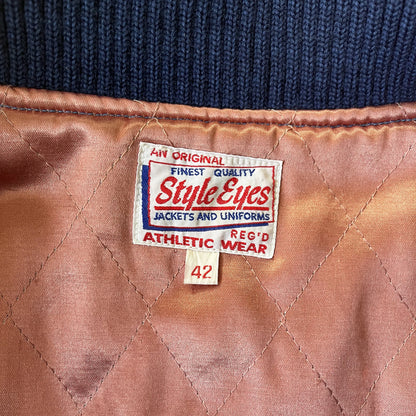 AN ORIGINAL
FINEST QUALITY
Style Eyes
JACKETS AND UNIFORMS
REG'D
ATHLETIC WEAR
42